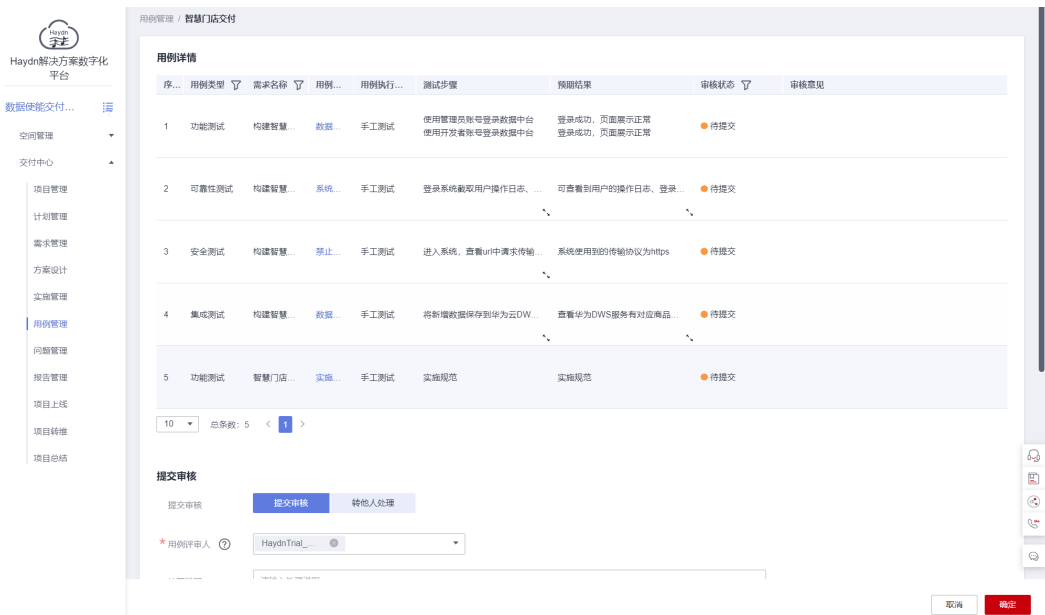 用例管理 / 智慧门店交付
Haydn
Haydn解决方案数字化
平台
数据使能交付...
空间管理
交付中心
项目管理
计划管理
需求管理
方案设计
实施管理
用例管理
问题管理
报告管理
项目上线
项目转维
项目总结
用例详情
序... 用例类型 需求名称 用例... 用例执行... 测试步骤 预期结果 审核状态 审核意见
1 功能测试 构建智慧... 数据... 手工测试 使用管理员账号登录数据中台 登录成功，页面展示正常 待提交
使用开发者账号登录数据中台 登录成功，页面展示正常
2 可靠性测试 构建智慧... 系统... 手工测试 登录系统截取用户操作日志、... 可查看到用户的操作日志、登录... 待提交
3 安全测试 构建智慧... 禁止... 手工测试 进入系统，查看url中请求传输... 系统使用到的传输协议为https 待提交
4 集成测试 构建智慧... 数据... 手工测试 将新增数据保存到华为云DW... 查看华为DWS服务有对应商品... 待提交
5 功能测试 智慧门店... 实施... 手工测试 实施规范 实施规范 待提交
10 总条数: 5 < 1 >
提交审核
提交审核 提交审核 转他人处理
* 用例评审人 HaydnTrial_...
取消 确定